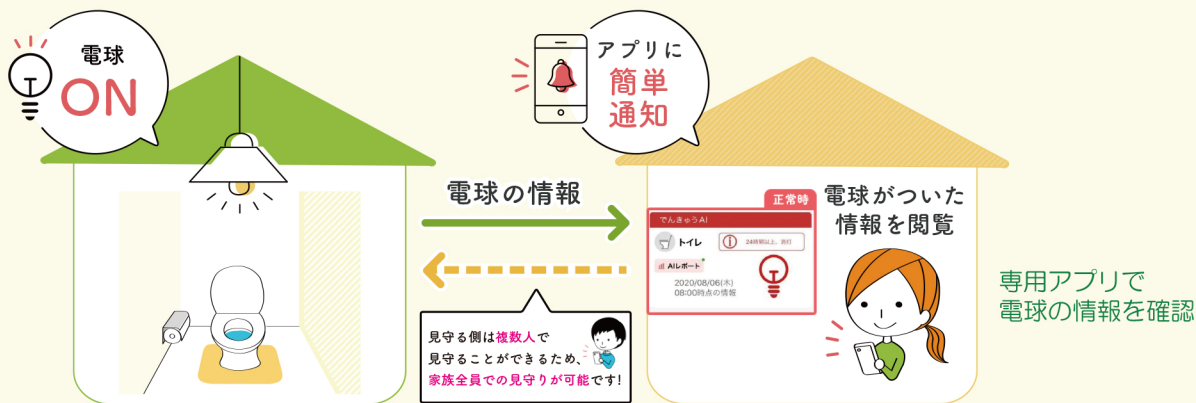 電球
ON
アプリに
簡単
通知
電球の情報
正常時
でんきゅうAI
トイレ
24時間以上、消灯
AIレポート
2020/08/06(木)
08:00時点の情報
電球がついた
情報を閲覧
見守る側は複数人で
見守ることができるため、
家族全員での見守りが可能です!
専用アプリで
電球の情報を確認